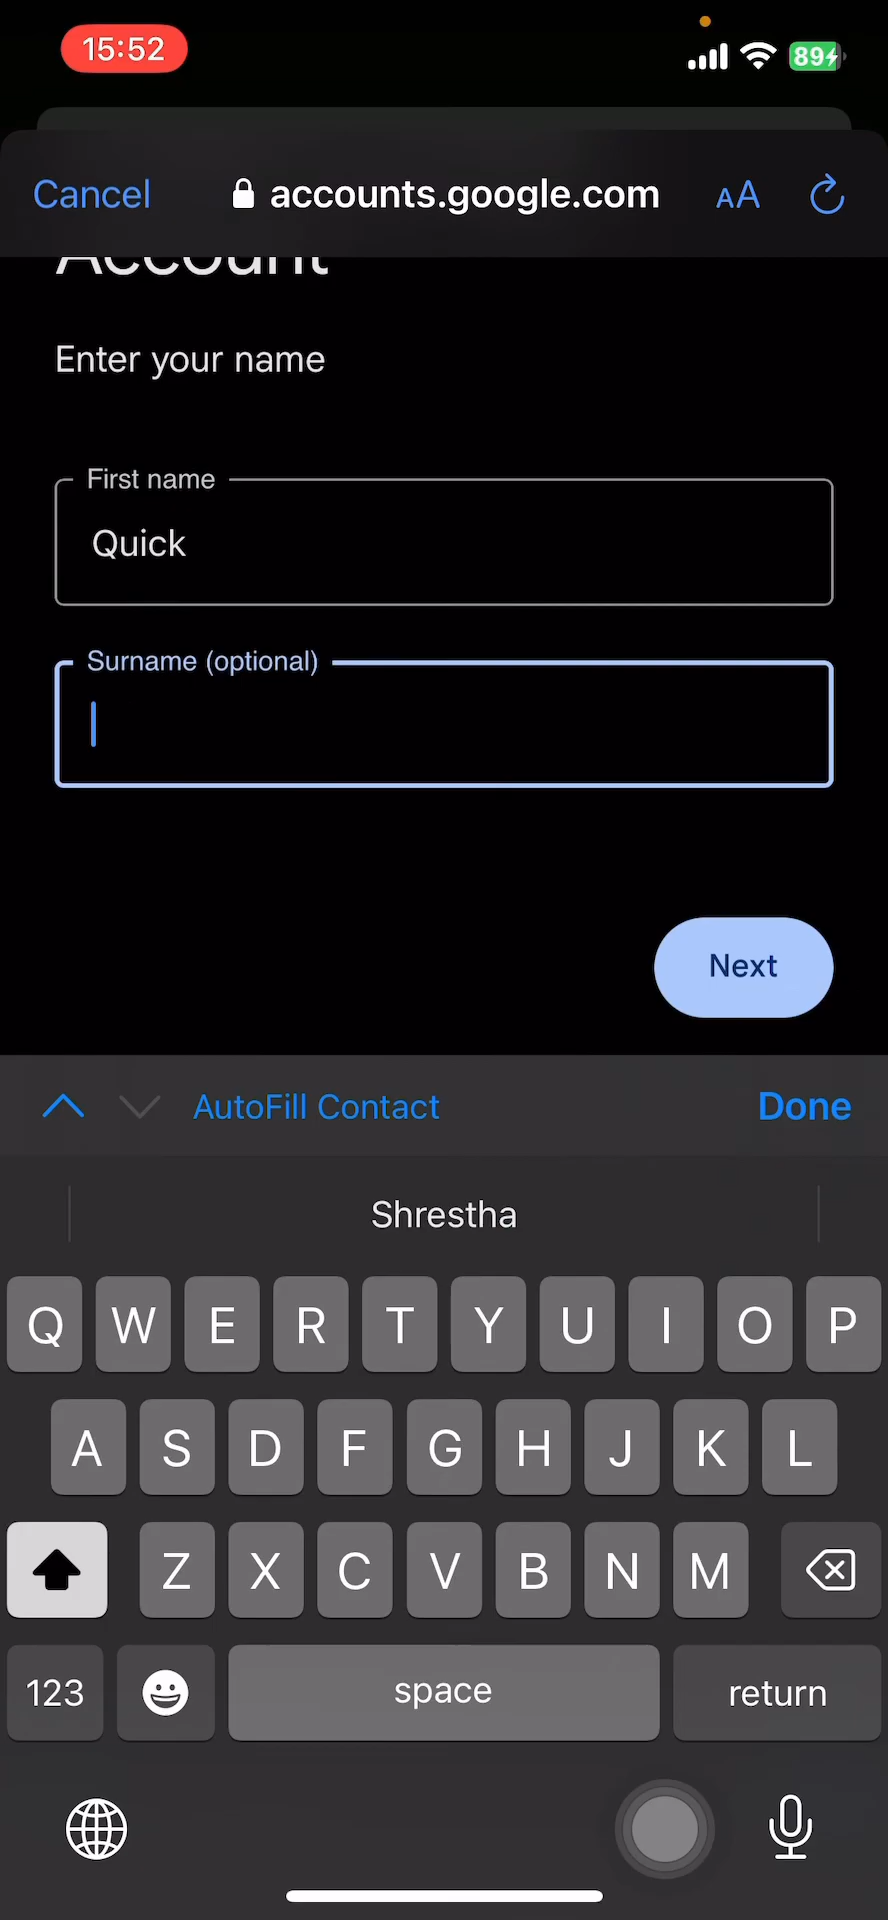 15:52
89
Cancel
accounts.google.com
AA
Account
Enter your name
First name
Quick
Surname (optional)
Next
AutoFill Contact
Done
Shrestha
Q W E R T Y U I O P
A S D F G H J K L
Z X C V B N M
123
space
return